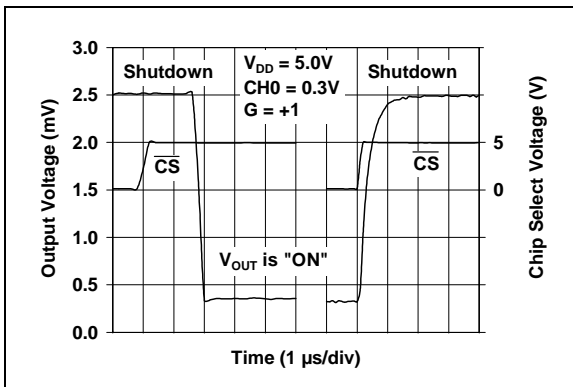 3.0
2.5
2.0
1.5
1.0
0.5
0.0
Output Voltage (mV)
Shutdown
V_DD = 5.0V
CH0 = 0.3V
G = +1
Shutdown
CS
CS
V_OUT is "ON"
5
0
Chip Select Voltage (V)
Time (1 µs/div)